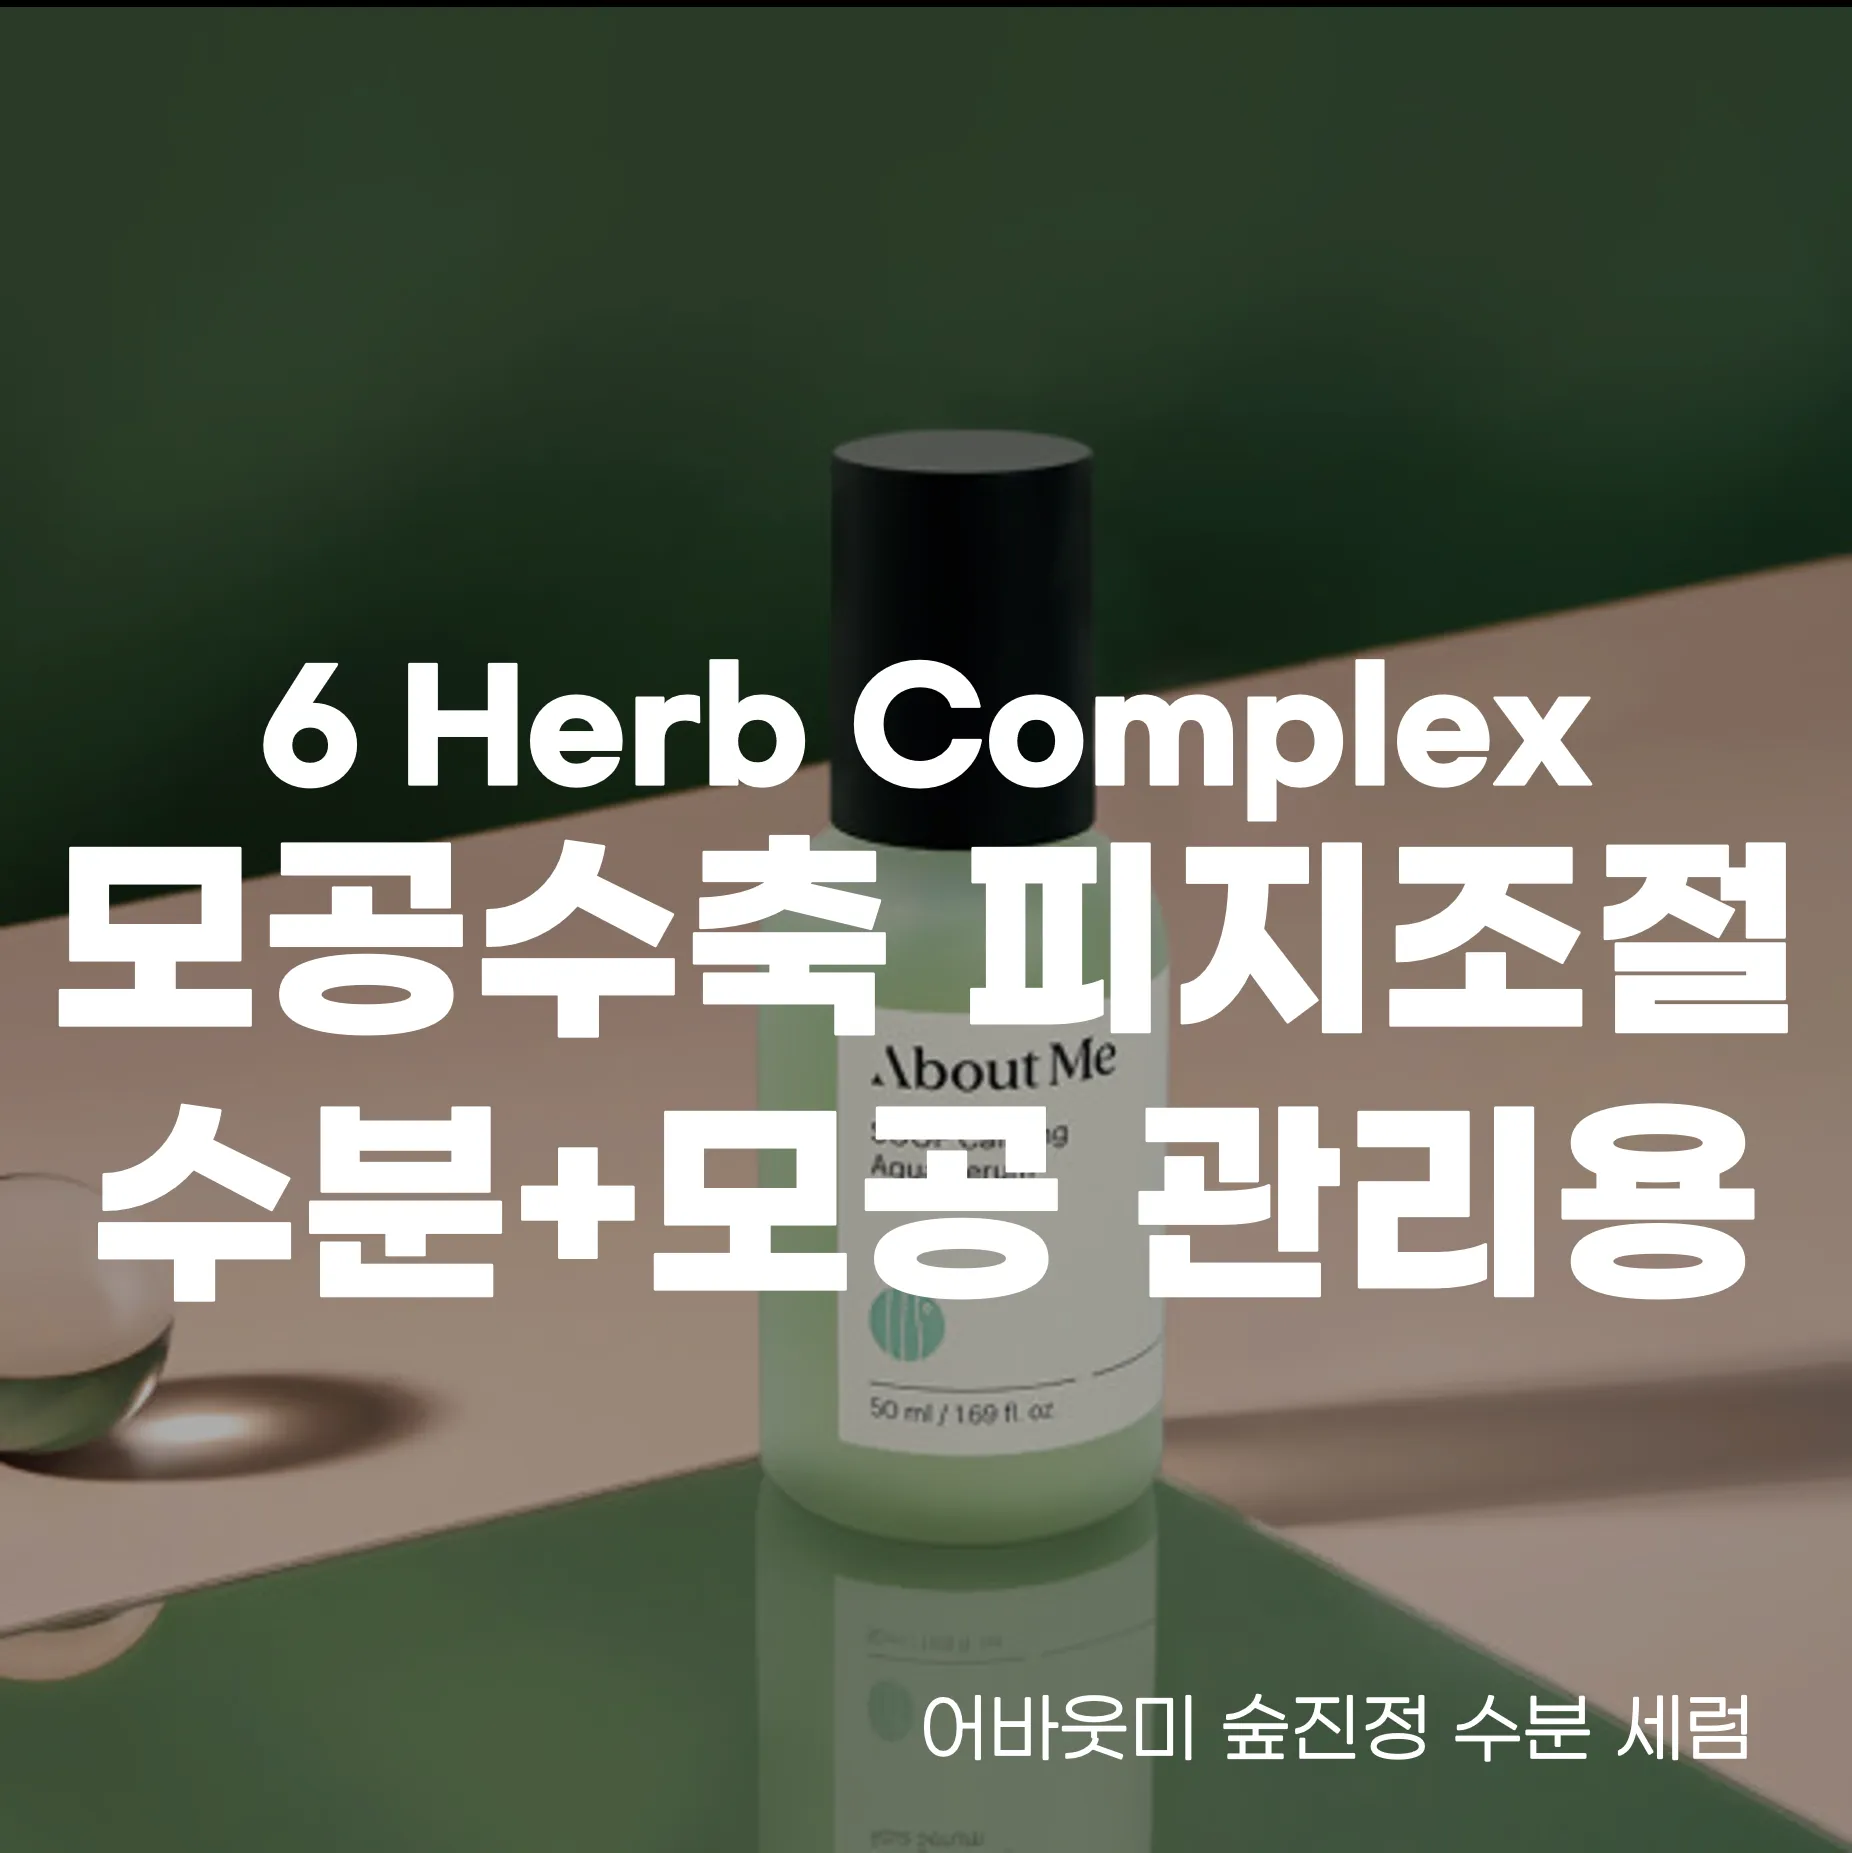 6 Herb Complex
모공수축 피지조절
About Me
수분+모공 관리용
50 ml / 1.69 fl. oz
어바웃미 숲진정 수분 세럼